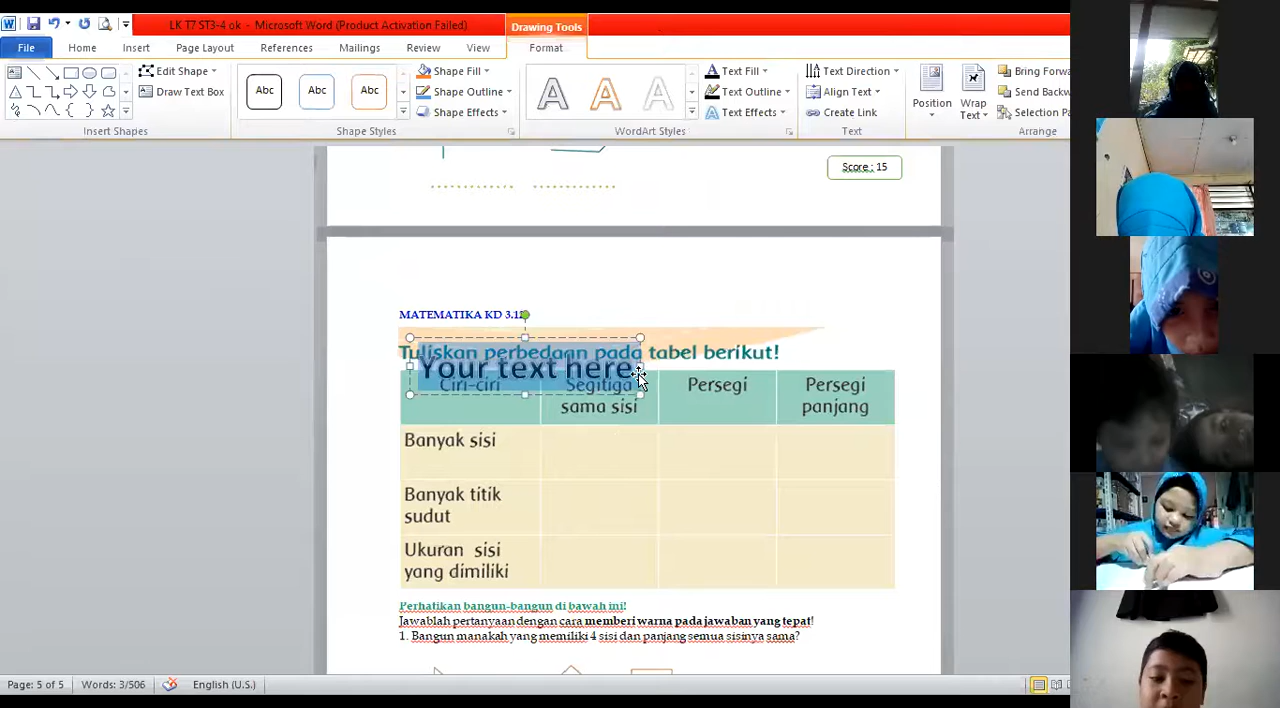 LK T7 ST3-4 ok - Microsoft Word (Product Activation Failed)
Drawing Tools
File Home Insert Page Layout References Mailings Review View Format
Edit Shape
Draw Text Box
Insert Shapes
Abc Abc Abc
Shape Fill
Shape Outline
Shape Effects
Shape Styles
A A A
Text Fill
Text Outline
Text Effects
WordArt Styles
Text Direction
Align Text
Create Link
Text
Position
Wrap
Text
Bring Forw
Send Backw
Selection P
Arrange
Score : 15
MATEMATIKA KD 3.1
Tuliskan perbedaan pada tabel berikut!
Your text here
Ciri-ciri
Segitiga
sama sisi
Persegi
Persegi
panjang
Banyak sisi
Banyak titik
sudut
Ukuran sisi
yang dimiliki
Perhatikan bangun-bangun di bawah ini!
Jawablah pertanyaan dengan cara memberi warna pada jawaban yang tepat!
1. Bangun manakah yang memiliki 4 sisi dan panjang semua sisinya sama?
Page: 5 of 5 Words: 3/506 English (U.S.)